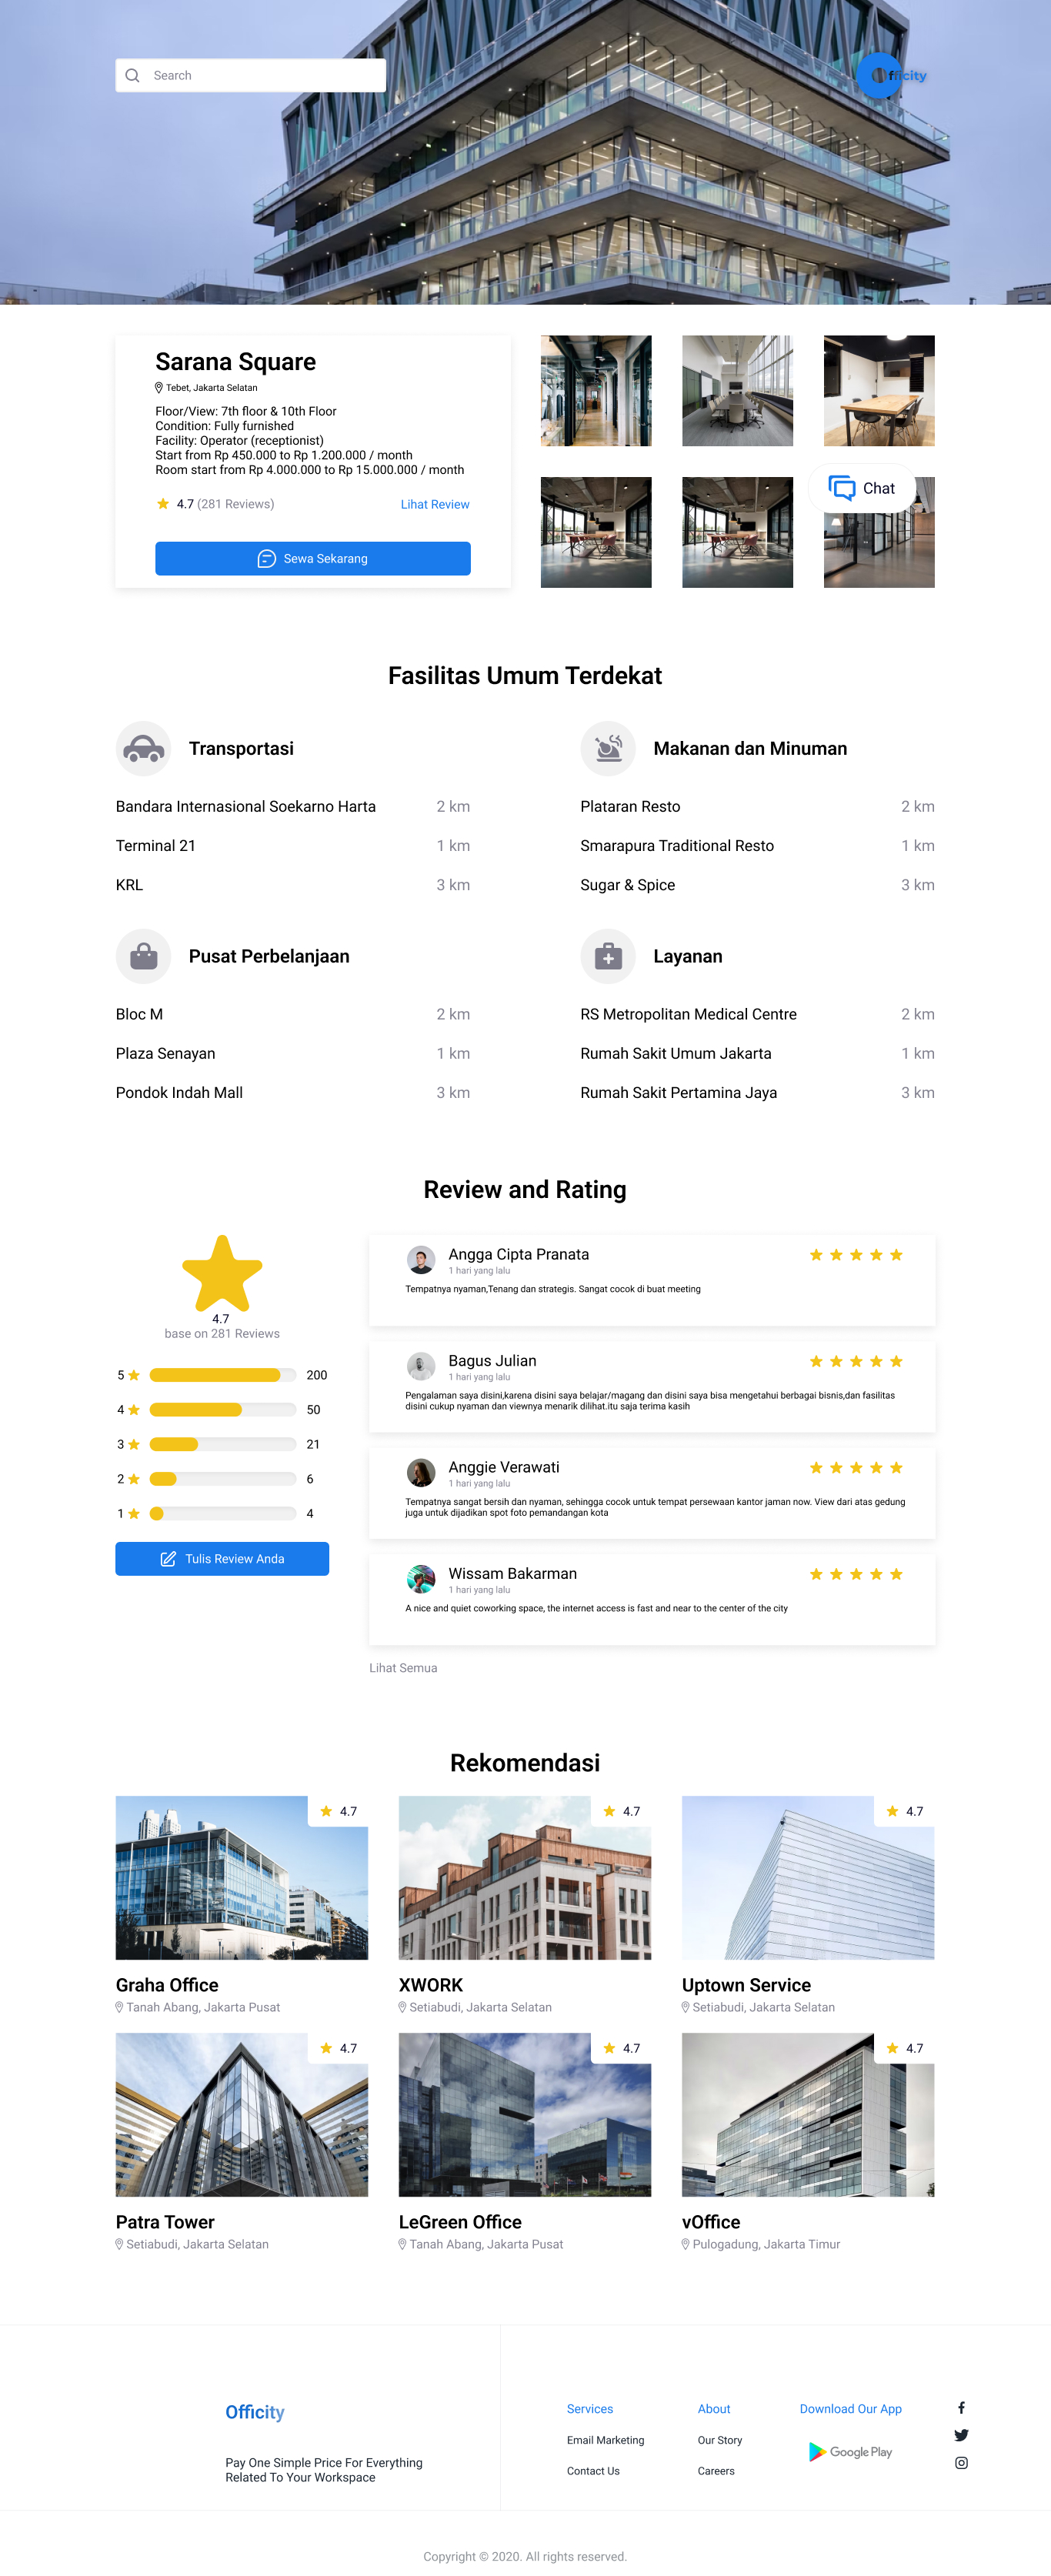 Search
Officity
Sarana Square
Tebet, Jakarta Selatan
Floor/View: 7th floor & 10th Floor
Condition: Fully furnished
Facility: Operator (receptionist)
Start from Rp 450.000 to Rp 1.200.000 / month
Room start from Rp 4.000.000 to Rp 15.000.000 / month
4.7 (281 Reviews)
Lihat Review
Sewa Sekarang
Chat
Fasilitas Umum Terdekat
Transportasi
Bandara Internasional Soekarno Harta 2 km
Terminal 21 1 km
KRL 3 km
Makanan dan Minuman
Plataran Resto 2 km
Smarapura Traditional Resto 1 km
Sugar & Spice 3 km
Pusat Perbelanjaan
Bloc M 2 km
Plaza Senayan 1 km
Pondok Indah Mall 3 km
Layanan
RS Metropolitan Medical Centre 2 km
Rumah Sakit Umum Jakarta 1 km
Rumah Sakit Pertamina Jaya 3 km
Review and Rating
4.7
base on 281 Reviews
5 200
4 50
3 21
2 6
1 4
Tulis Review Anda
Angga Cipta Pranata
1 hari yang lalu
Tempatnya nyaman,Tenang dan strategis. Sangat cocok di buat meeting
Bagus Julian
1 hari yang lalu
Pengalaman saya disini,karena disini saya belajar/magang dan disini saya bisa mengetahui berbagai bisnis,dan fasilitas
disini cukup nyaman dan viewnya menarik dilihat.itu saja terima kasih
Anggie Verawati
1 hari yang lalu
Tempatnya sangat bersih dan nyaman, sehingga cocok untuk tempat persewaan kantor jaman now. View dari atas gedung
juga untuk dijadikan spot foto pemandangan kota
Wissam Bakarman
1 hari yang lalu
A nice and quiet coworking space, the internet access is fast and near to the center of the city
Lihat Semua
Rekomendasi
4.7
Graha Office
Tanah Abang, Jakarta Pusat
4.7
XWORK
Setiabudi, Jakarta Selatan
4.7
Uptown Service
Setiabudi, Jakarta Selatan
4.7
Patra Tower
Setiabudi, Jakarta Selatan
4.7
LeGreen Office
Tanah Abang, Jakarta Pusat
4.7
vOffice
Pulogadung, Jakarta Timur
Officity
Pay One Simple Price For Everything
Related To Your Workspace
Services
Email Marketing
Contact Us
About
Our Story
Careers
Download Our App
Google Play
Copyright © 2020. All rights reserved.